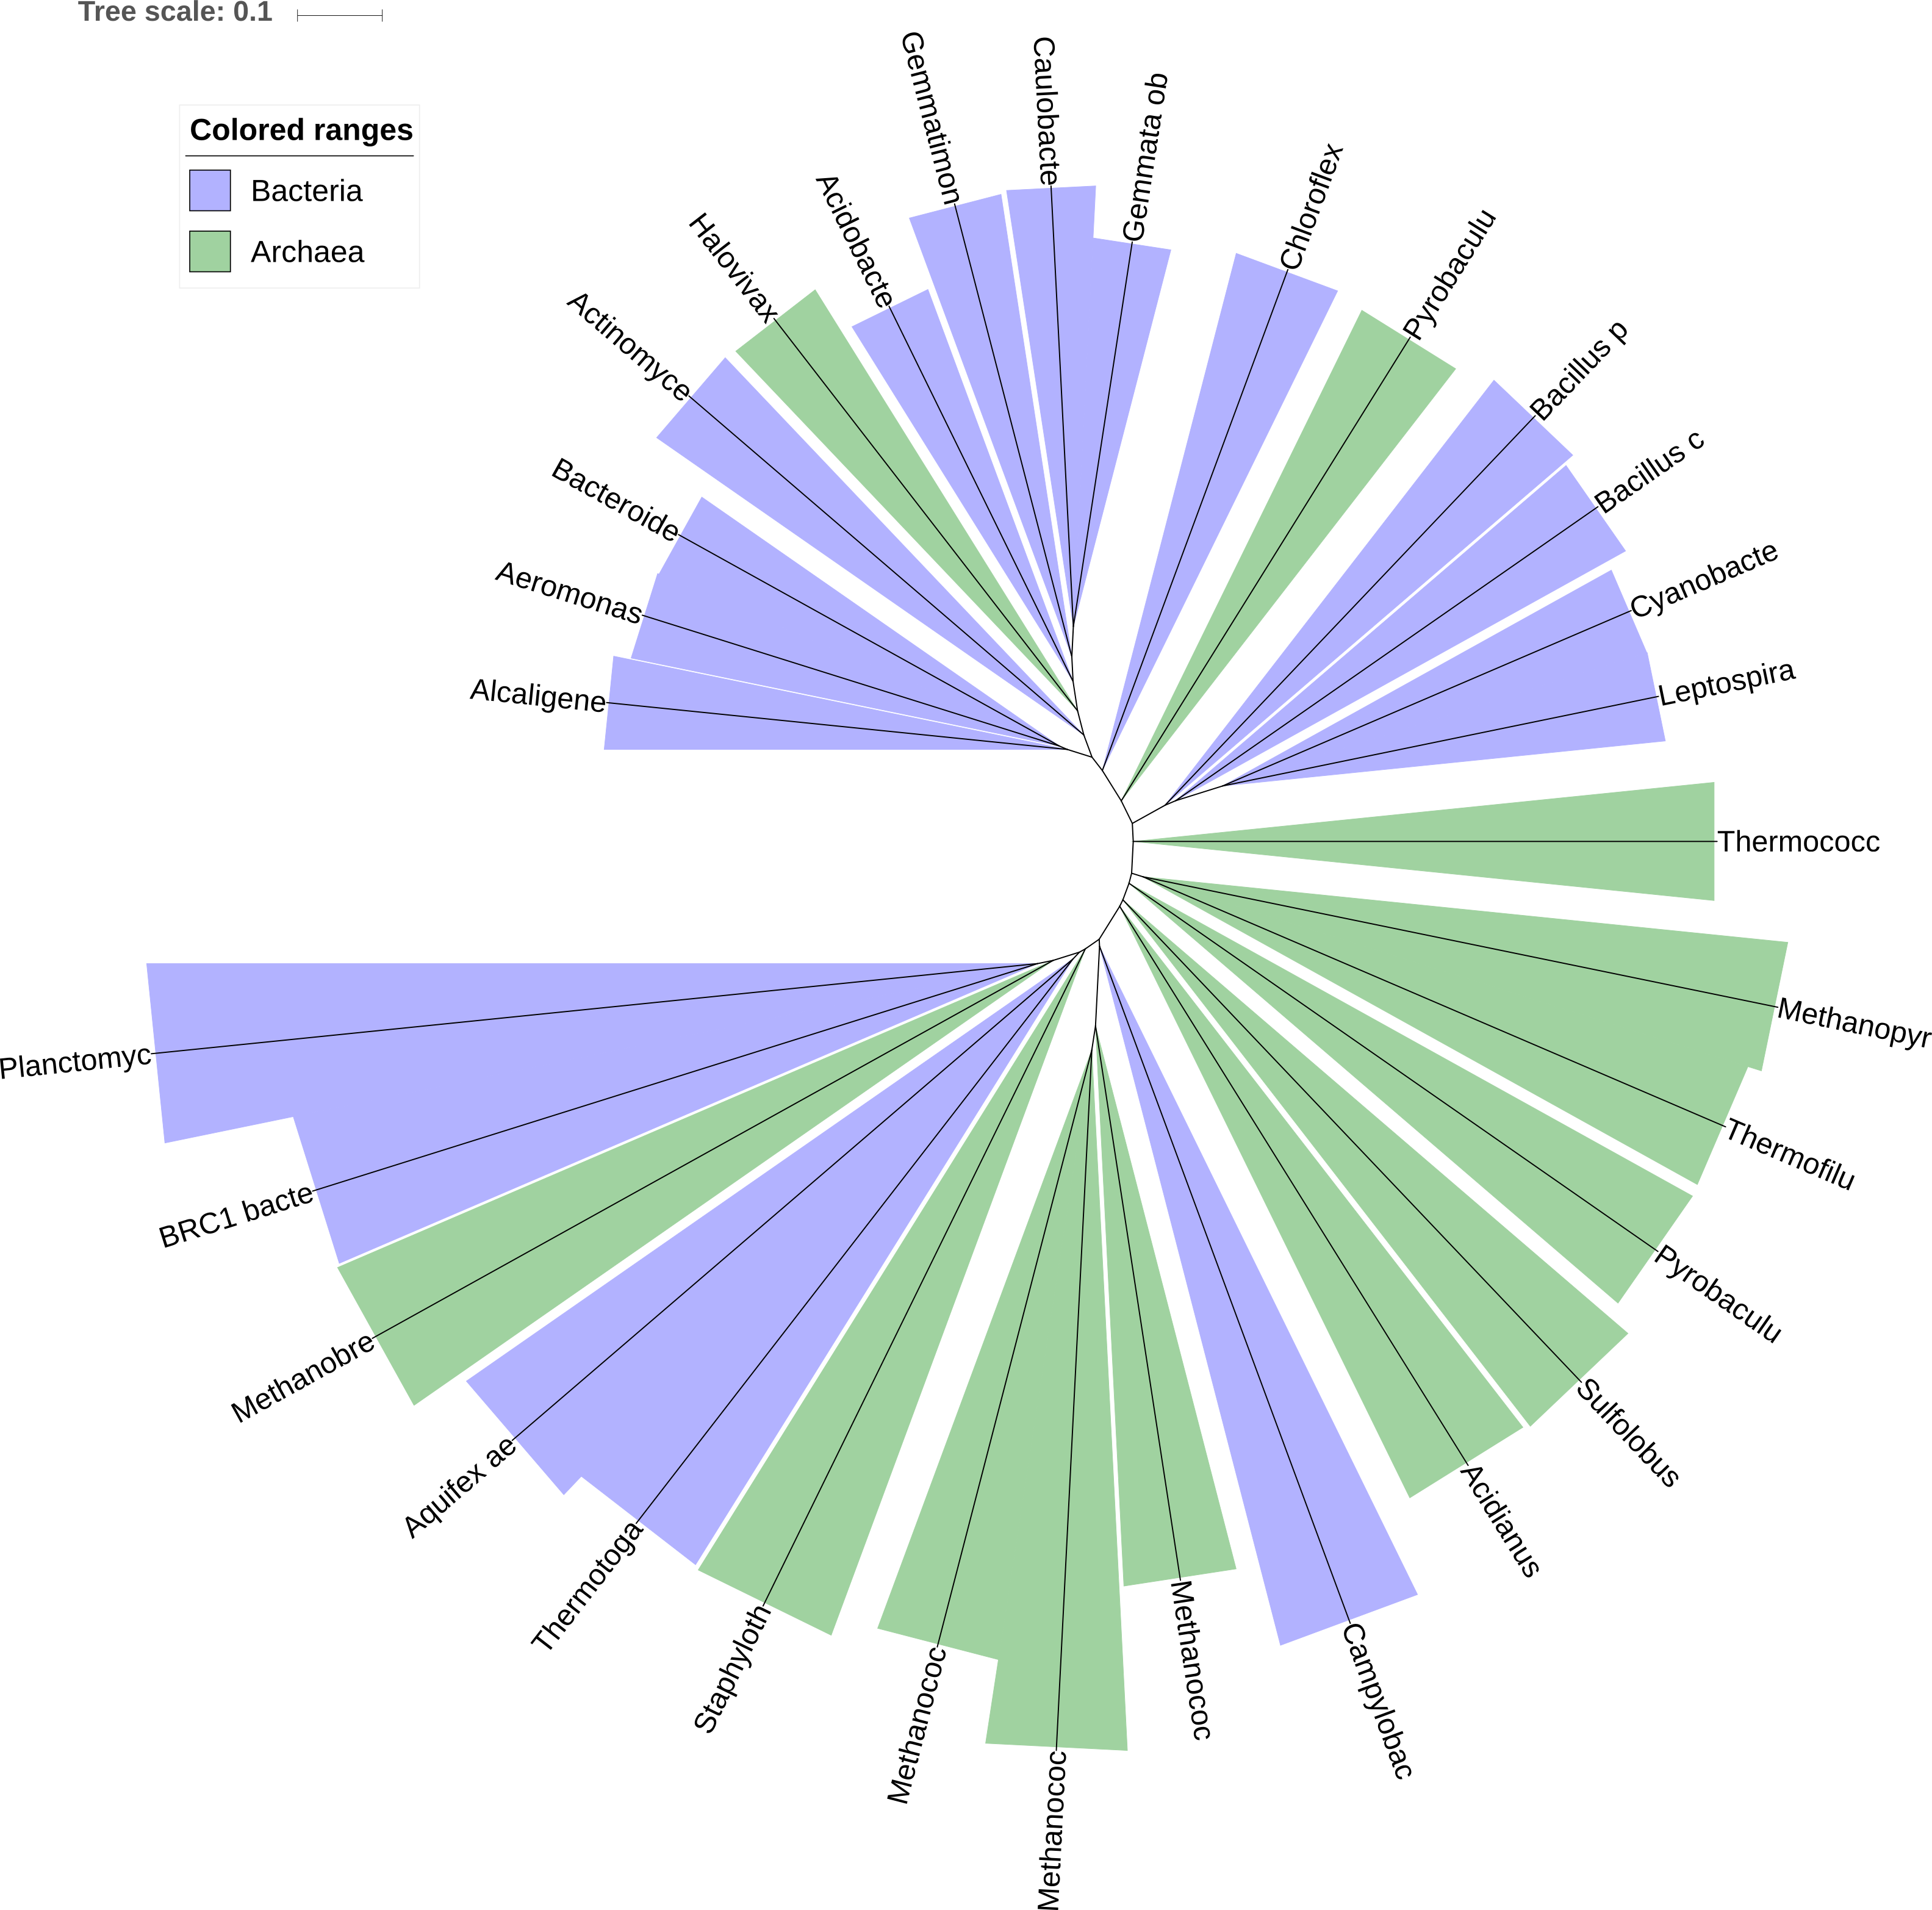 Tree scale: 0.1
Colored ranges
Bacteria
Archaea
Gemmatimon
Caulobacte
Gemmata ob
Chloroflex
Pyrobaculu
Bacillus p
Bacillus c
Cyanobacte
Leptospira
Thermococc
Methanopyr
Thermofilu
Pyrobaculu
Sulfolobus
Acidianus
Campylobac
Methanococ
Methanococ
Methanococ
Staphyloth
Thermotoga
Aquifex ae
Methanobre
BRC1 bacte
Planctomyc
Alcaligene
Aeromonas
Bacteroide
Actinomyce
Halovivax
Acidobacte